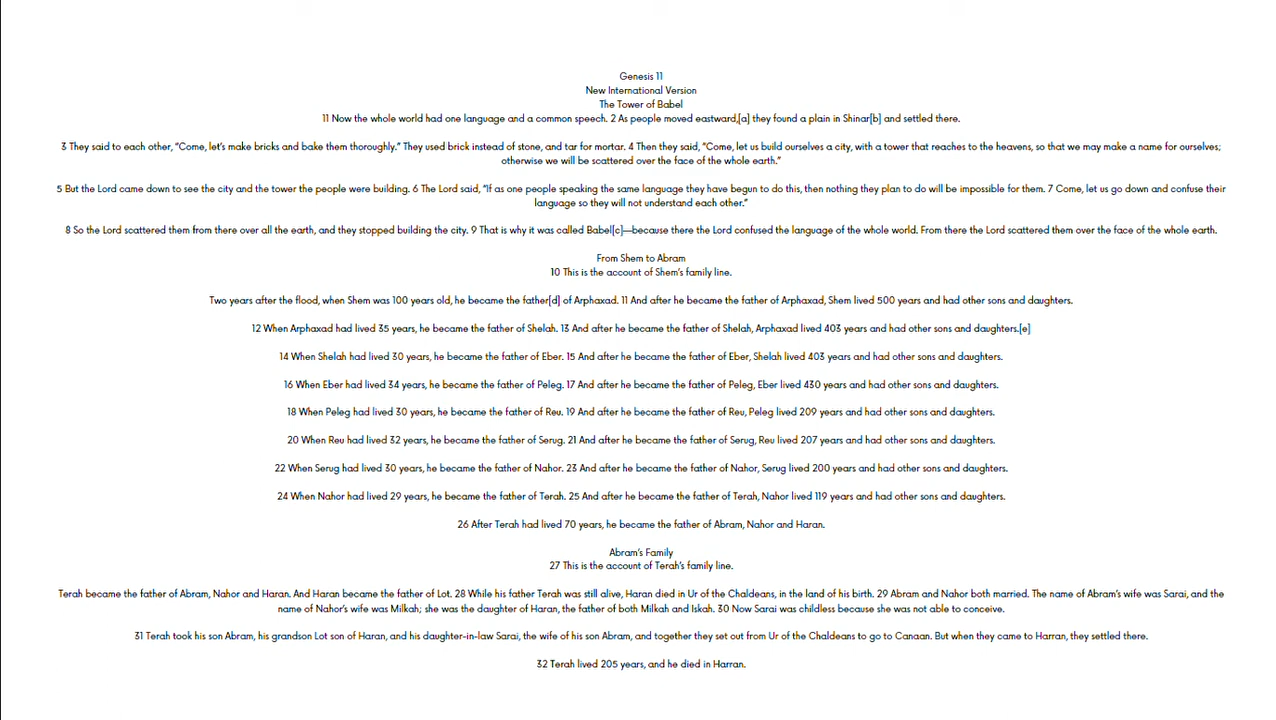 Genesis 11
New International Version
The Tower of Babel
11 Now the whole world had one language and a common speech. 2 As people moved eastward,[a] they found a plain in Shinar[b] and settled there.
3 They said to each other, “Come, let’s make bricks and bake them thoroughly.” They used brick instead of stone, and tar for mortar. 4 Then they said, “Come, let us build ourselves a city, with a tower that reaches to the heavens, so that we may make a name for ourselves;
otherwise we will be scattered over the face of the whole earth.”
5 But the Lord came down to see the city and the tower the people were building. 6 The Lord said, “If as one people speaking the same language they have begun to do this, then nothing they plan to do will be impossible for them. 7 Come, let us go down and confuse their
language so they will not understand each other.”
8 So the Lord scattered them from there over all the earth, and they stopped building the city. 9 That is why it was called Babel[c]—because there the Lord confused the language of the whole world. From there the Lord scattered them over the face of the whole earth.
From Shem to Abram
10 This is the account of Shem’s family line.
Two years after the flood, when Shem was 100 years old, he became the father[d] of Arphaxad. 11 And after he became the father of Arphaxad, Shem lived 500 years and had other sons and daughters.
12 When Arphaxad had lived 35 years, he became the father of Shelah. 13 And after he became the father of Shelah, Arphaxad lived 403 years and had other sons and daughters.[e]
14 When Shelah had lived 30 years, he became the father of Eber. 15 And after he became the father of Eber, Shelah lived 403 years and had other sons and daughters.
16 When Eber had lived 34 years, he became the father of Peleg. 17 And after he became the father of Peleg, Eber lived 430 years and had other sons and daughters.
18 When Peleg had lived 30 years, he became the father of Reu. 19 And after he became the father of Reu, Peleg lived 209 years and had other sons and daughters.
20 When Reu had lived 32 years, he became the father of Serug. 21 And after he became the father of Serug, Reu lived 207 years and had other sons and daughters.
22 When Serug had lived 30 years, he became the father of Nahor. 23 And after he became the father of Nahor, Serug lived 200 years and had other sons and daughters.
24 When Nahor had lived 29 years, he became the father of Terah. 25 And after he became the father of Terah, Nahor lived 119 years and had other sons and daughters.
26 After Terah had lived 70 years, he became the father of Abram, Nahor and Haran.
Abram’s Family
27 This is the account of Terah’s family line.
Terah became the father of Abram, Nahor and Haran. And Haran became the father of Lot. 28 While his father Terah was still alive, Haran died in Ur of the Chaldeans, in the land of his birth. 29 Abram and Nahor both married. The name of Abram’s wife was Sarai, and the
name of Nahor’s wife was Milkah; she was the daughter of Haran, the father of both Milkah and Iskah. 30 Now Sarai was childless because she was not able to conceive.
31 Terah took his son Abram, his grandson Lot son of Haran, and his daughter-in-law Sarai, the wife of his son Abram, and together they set out from Ur of the Chaldeans to go to Canaan. But when they came to Harran, they settled there.
32 Terah lived 205 years, and he died in Harran.